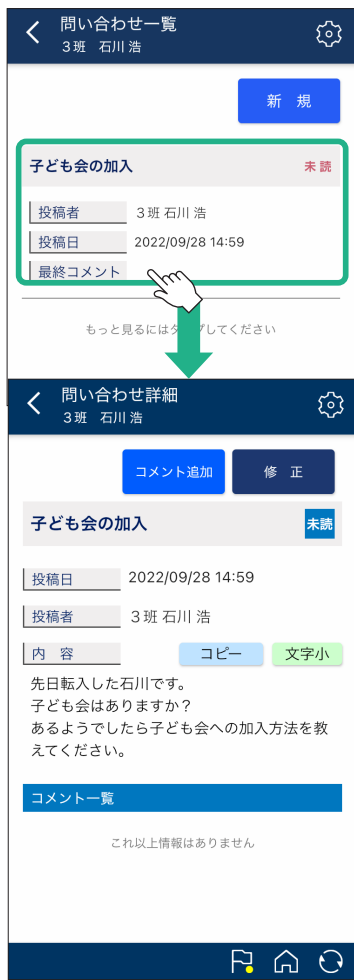 問い合わせ一覧
３班　石川 浩
新　規
子ども会の加入 未読
投稿者 ３班 石川 浩
投稿日 2022/09/28 14:59
最終コメント
もっと見るにはタップしてください
問い合わせ詳細
３班　石川 浩
コメント追加 修　正
子ども会の加入 未読
投稿日 2022/09/28 14:59
投稿者 ３班 石川 浩
内　容 コピー 文字小
先日転入した石川です。
子ども会はありますか？
あるようでしたら子ども会への加入方法を教
えてください。
コメント一覧
これ以上情報はありません